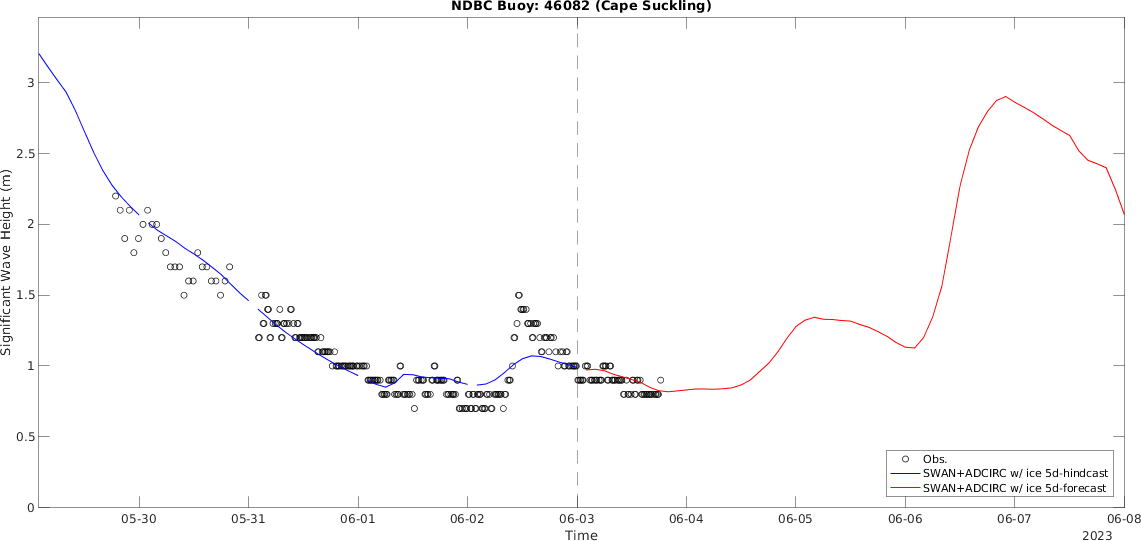 NDBC Buoy: 46082 (Cape Suckling)
Significant Wave Height (m)
3
2.5
2
1.5
1
0.5
0
Obs.
SWAN+ADCIRC w/ ice 5d-hindcast
SWAN+ADCIRC w/ ice 5d-forecast
05-30 05-31 06-01 06-02 06-03 06-04 06-05 06-06 06-07 06-08
Time
2023